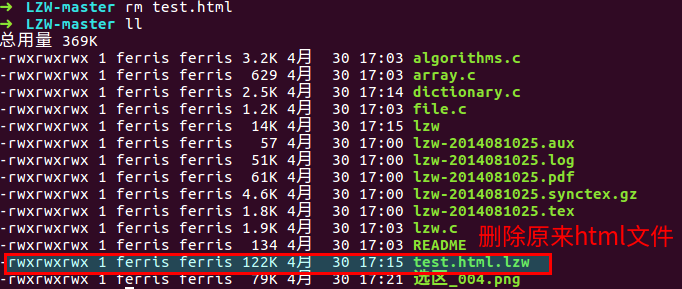 ➜ LZW-master rm test.html
➜ LZW-master ll
总用量 369K
-rwxrwxrwx 1 ferris ferris 3.2K 4月 30 17:03 algorithms.c
-rwxrwxrwx 1 ferris ferris 629 4月 30 17:03 array.c
-rwxrwxrwx 1 ferris ferris 2.5K 4月 30 17:14 dictionary.c
-rwxrwxrwx 1 ferris ferris 1.2K 4月 30 17:03 file.c
-rwxrwxrwx 1 ferris ferris 14K 4月 30 17:15 lzw
-rwxrwxrwx 1 ferris ferris 57 4月 30 17:00 lzw-2014081025.aux
-rwxrwxrwx 1 ferris ferris 51K 4月 30 17:00 lzw-2014081025.log
-rwxrwxrwx 1 ferris ferris 61K 4月 30 17:00 lzw-2014081025.pdf
-rwxrwxrwx 1 ferris ferris 4.6K 4月 30 17:00 lzw-2014081025.synctex.gz
-rwxrwxrwx 1 ferris ferris 1.8K 4月 30 17:00 lzw-2014081025.tex
-rwxrwxrwx 1 ferris ferris 1.9K 4月 30 17:03 lzw.c
-rwxrwxrwx 1 ferris ferris 134 4月 30 17:03 README
删除原来html文件
-rwxrwxrwx 1 ferris ferris 122K 4月 30 17:15 test.html.lzw
-rwxrwxrwx 1 ferris ferris 79K 4月 30 17:21 选区_004.png